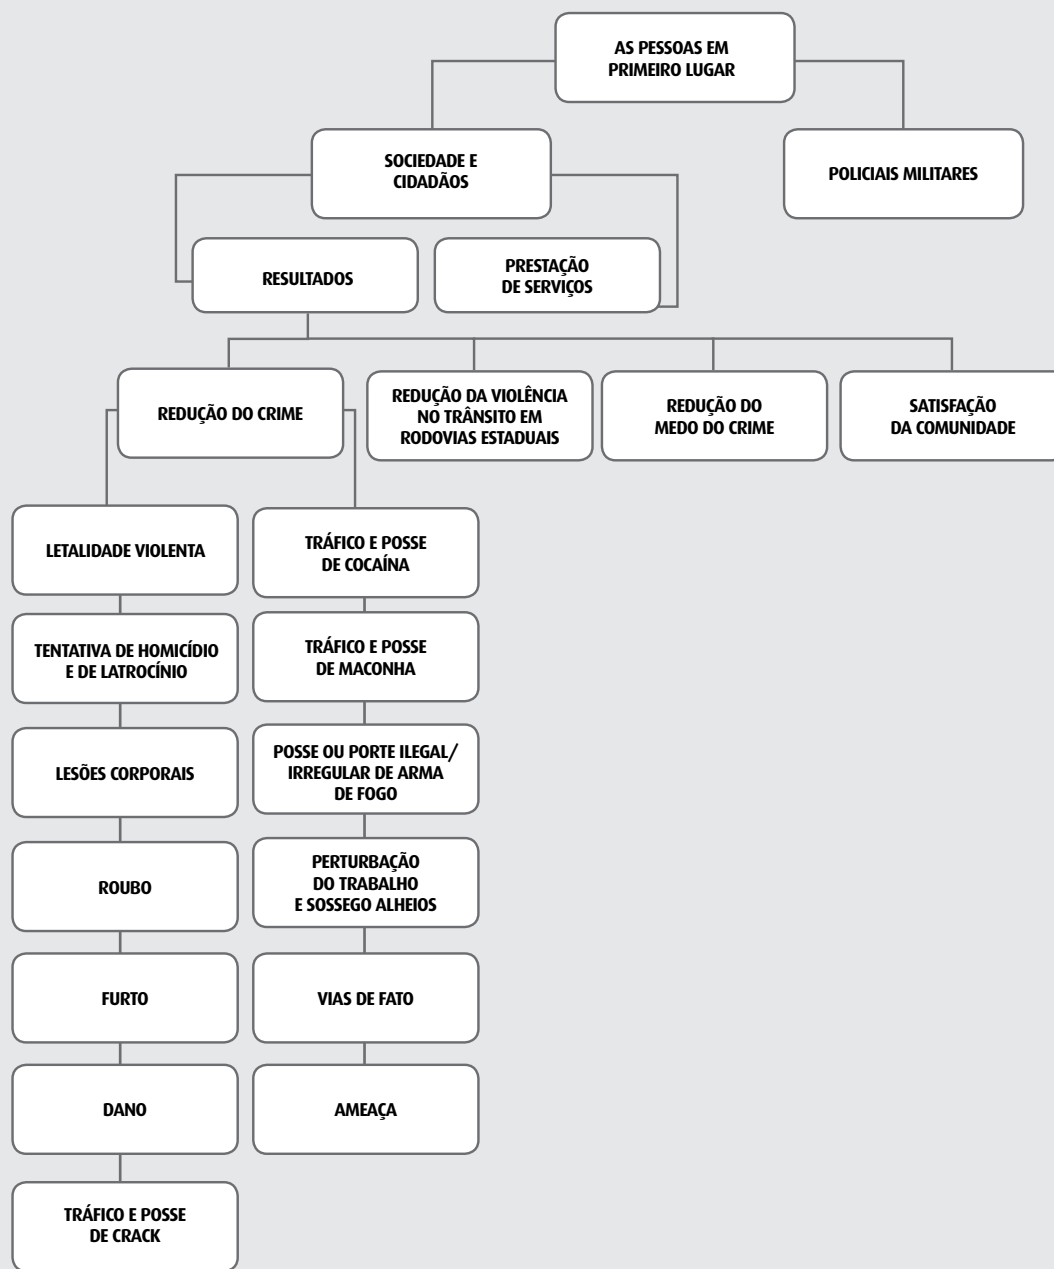 AS PESSOAS EM
PRIMEIRO LUGAR
SOCIEDADE E
CIDADÃOS
POLICIAIS MILITARES
RESULTADOS
PRESTAÇÃO
DE SERVIÇOS
REDUÇÃO DO CRIME
REDUÇÃO DA VIOLÊNCIA
NO TRÂNSITO EM
RODOVIAS ESTADUAIS
REDUÇÃO DO
MEDO DO CRIME
SATISFAÇÃO
DA COMUNIDADE
LETALIDADE VIOLENTA
TENTATIVA DE HOMICÍDIO
E DE LATROCÍNIO
LESÕES CORPORAIS
ROUBO
FURTO
DANO
TRÁFICO E POSSE
DE CRACK
TRÁFICO E POSSE
DE COCAÍNA
TRÁFICO E POSSE
DE MACONHA
POSSE OU PORTE ILEGAL/
IRREGULAR DE ARMA
DE FOGO
PERTURBAÇÃO
DO TRABALHO
E SOSSEGO ALHEIOS
VIAS DE FATO
AMEAÇA